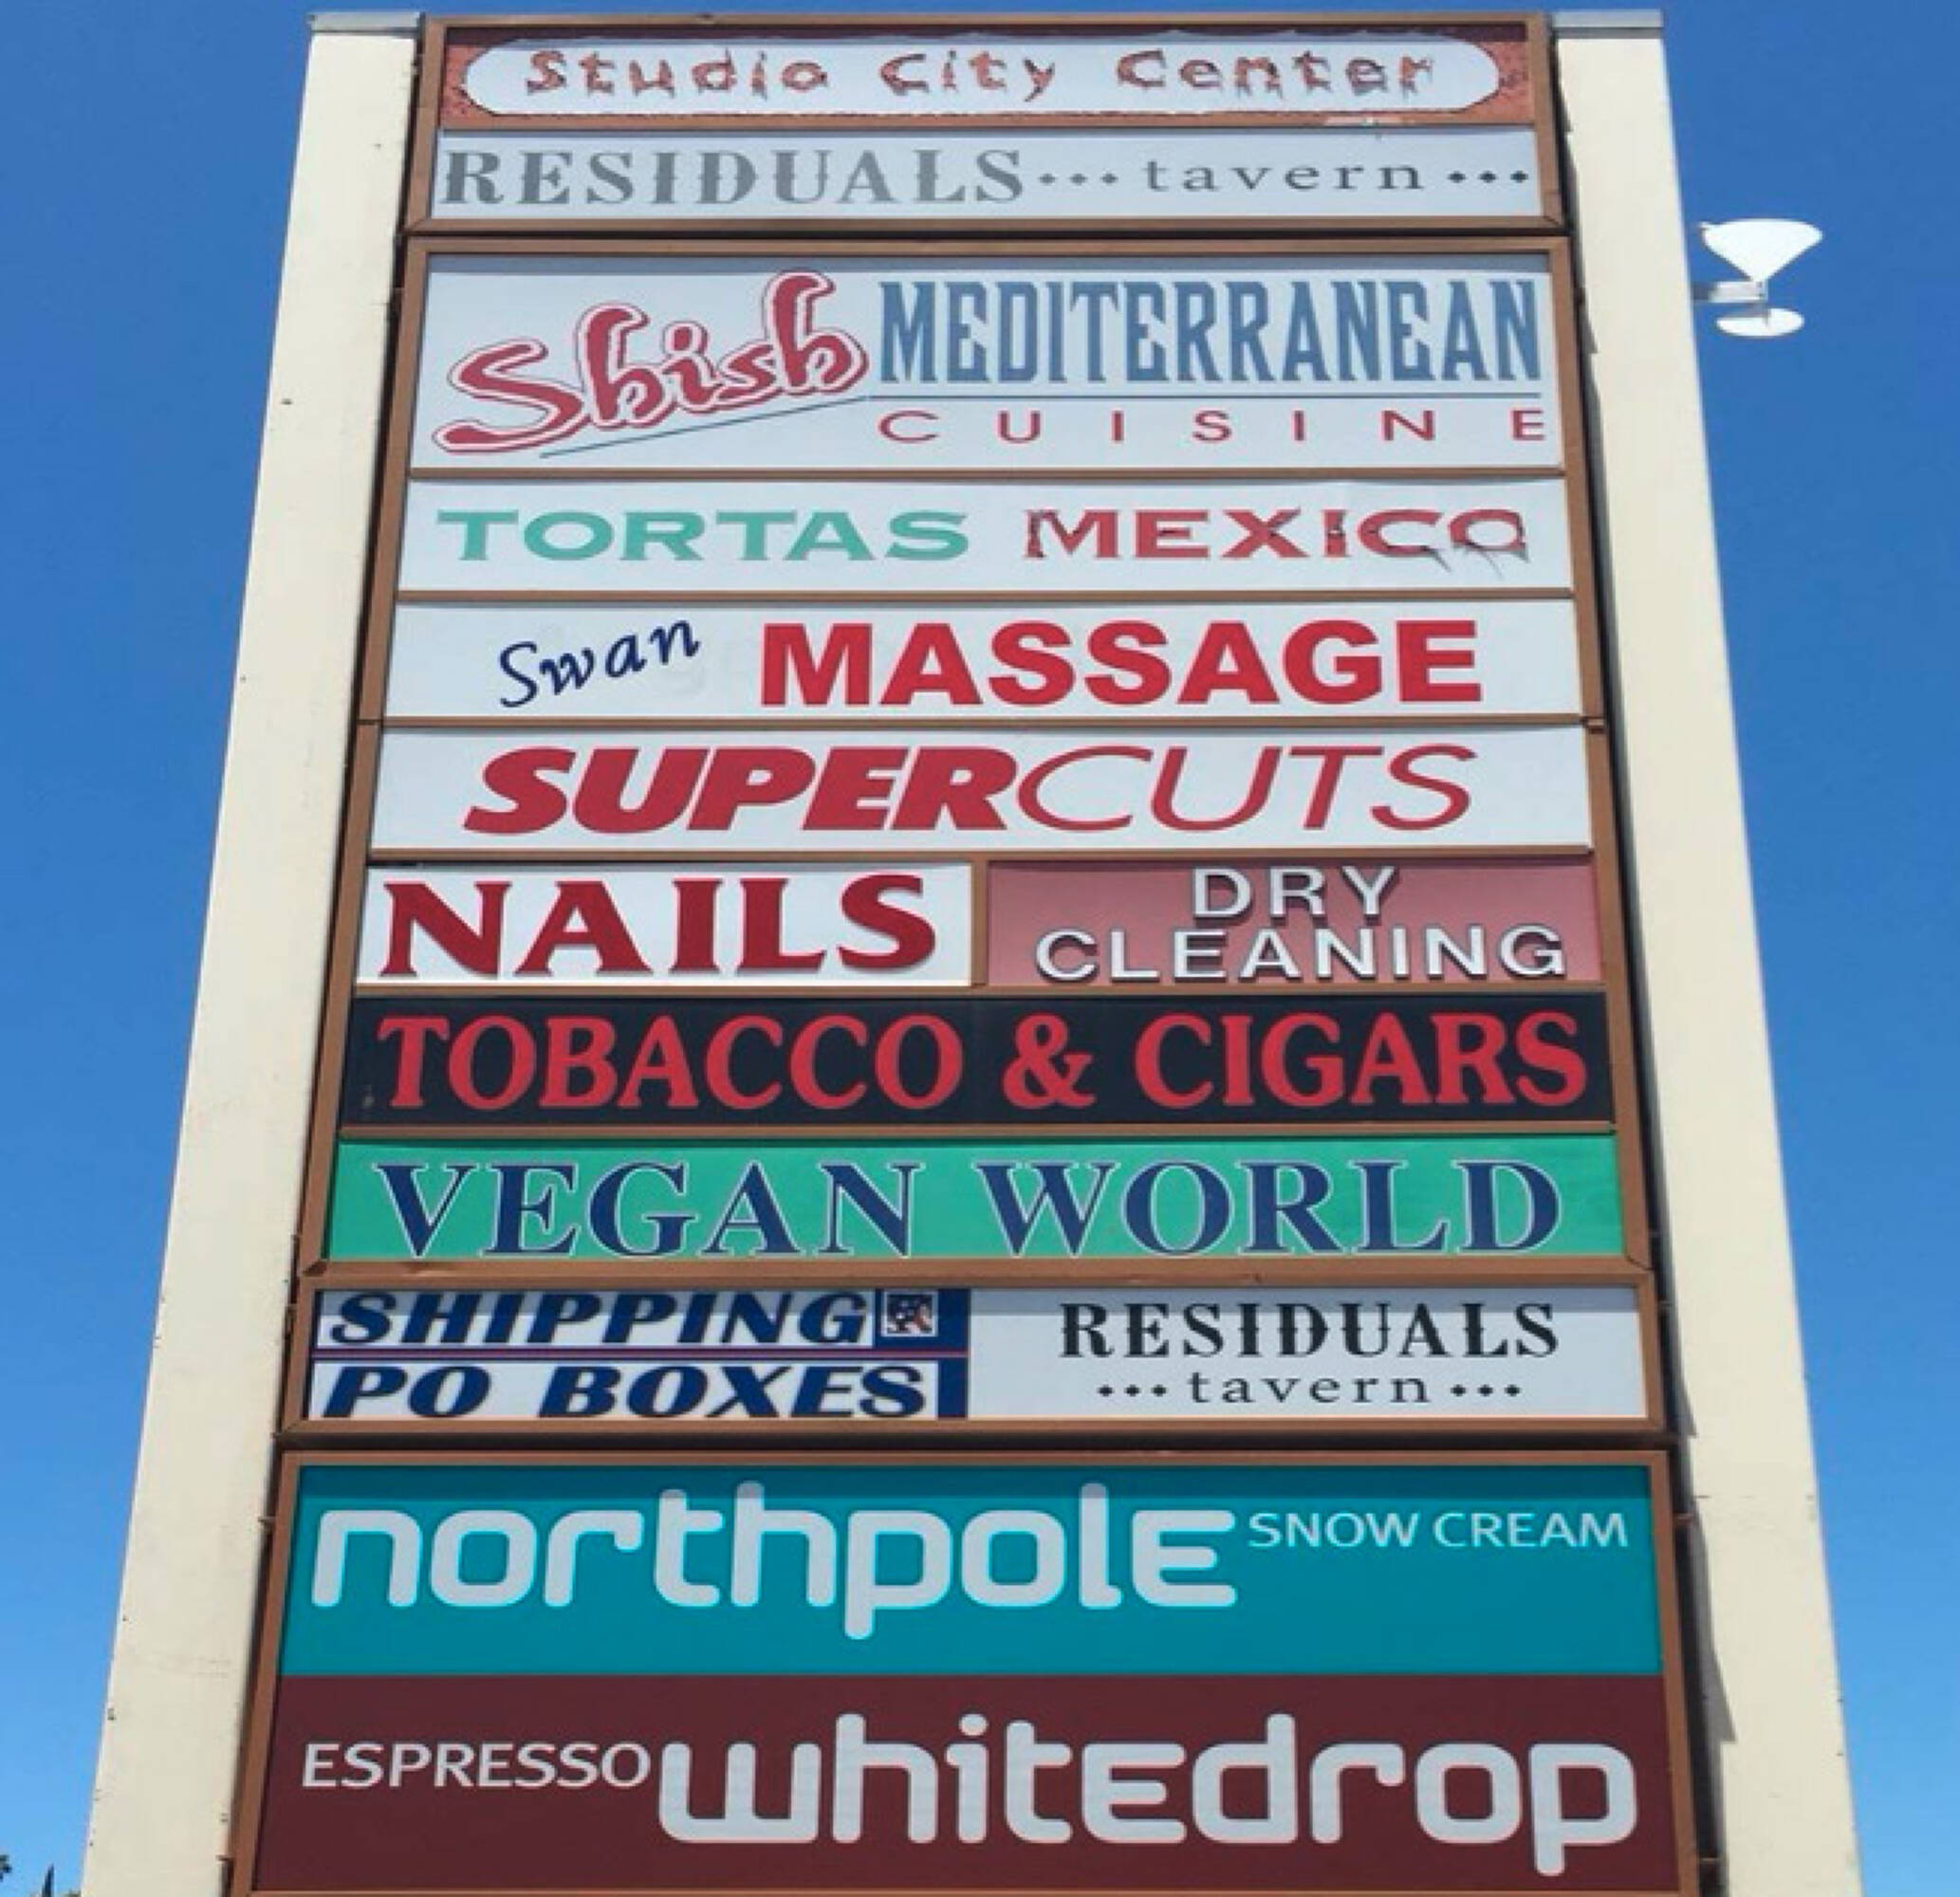 Studio City Center
RESIDUALS ••• tavern •••
Shish MEDITERRANEAN
CUISINE
TORTAS MEXICO
Swan MASSAGE
SUPERCUTS
NAILS
DRY
CLEANING
TOBACCO & CIGARS
VEGAN WORLD
SHIPPING
PO BOXES
RESIDUALS
••• tavern •••
northpole SNOW CREAM
ESPRESSO whitedrop